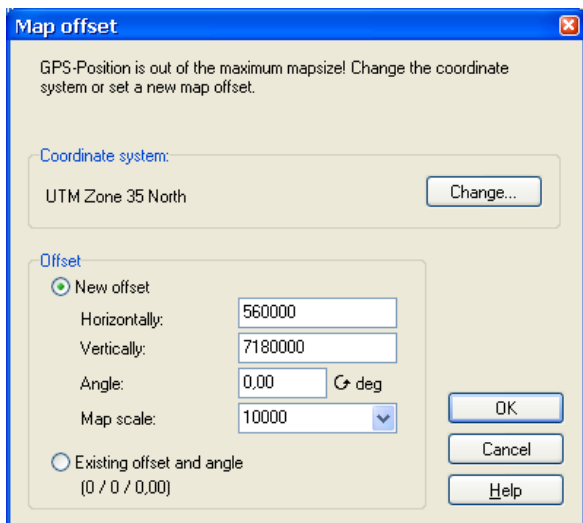 Map offset
GPS-Position is out of the maximum mapsize! Change the coordinate
system or set a new map offset.
Coordinate system:
UTM Zone 35 North
Change...
Offset
New offset
Horizontally:
560000
Vertically:
7180000
Angle:
0,00
deg
Map scale:
10000
Existing offset and angle
(0 / 0 / 0,00)
OK
Cancel
Help